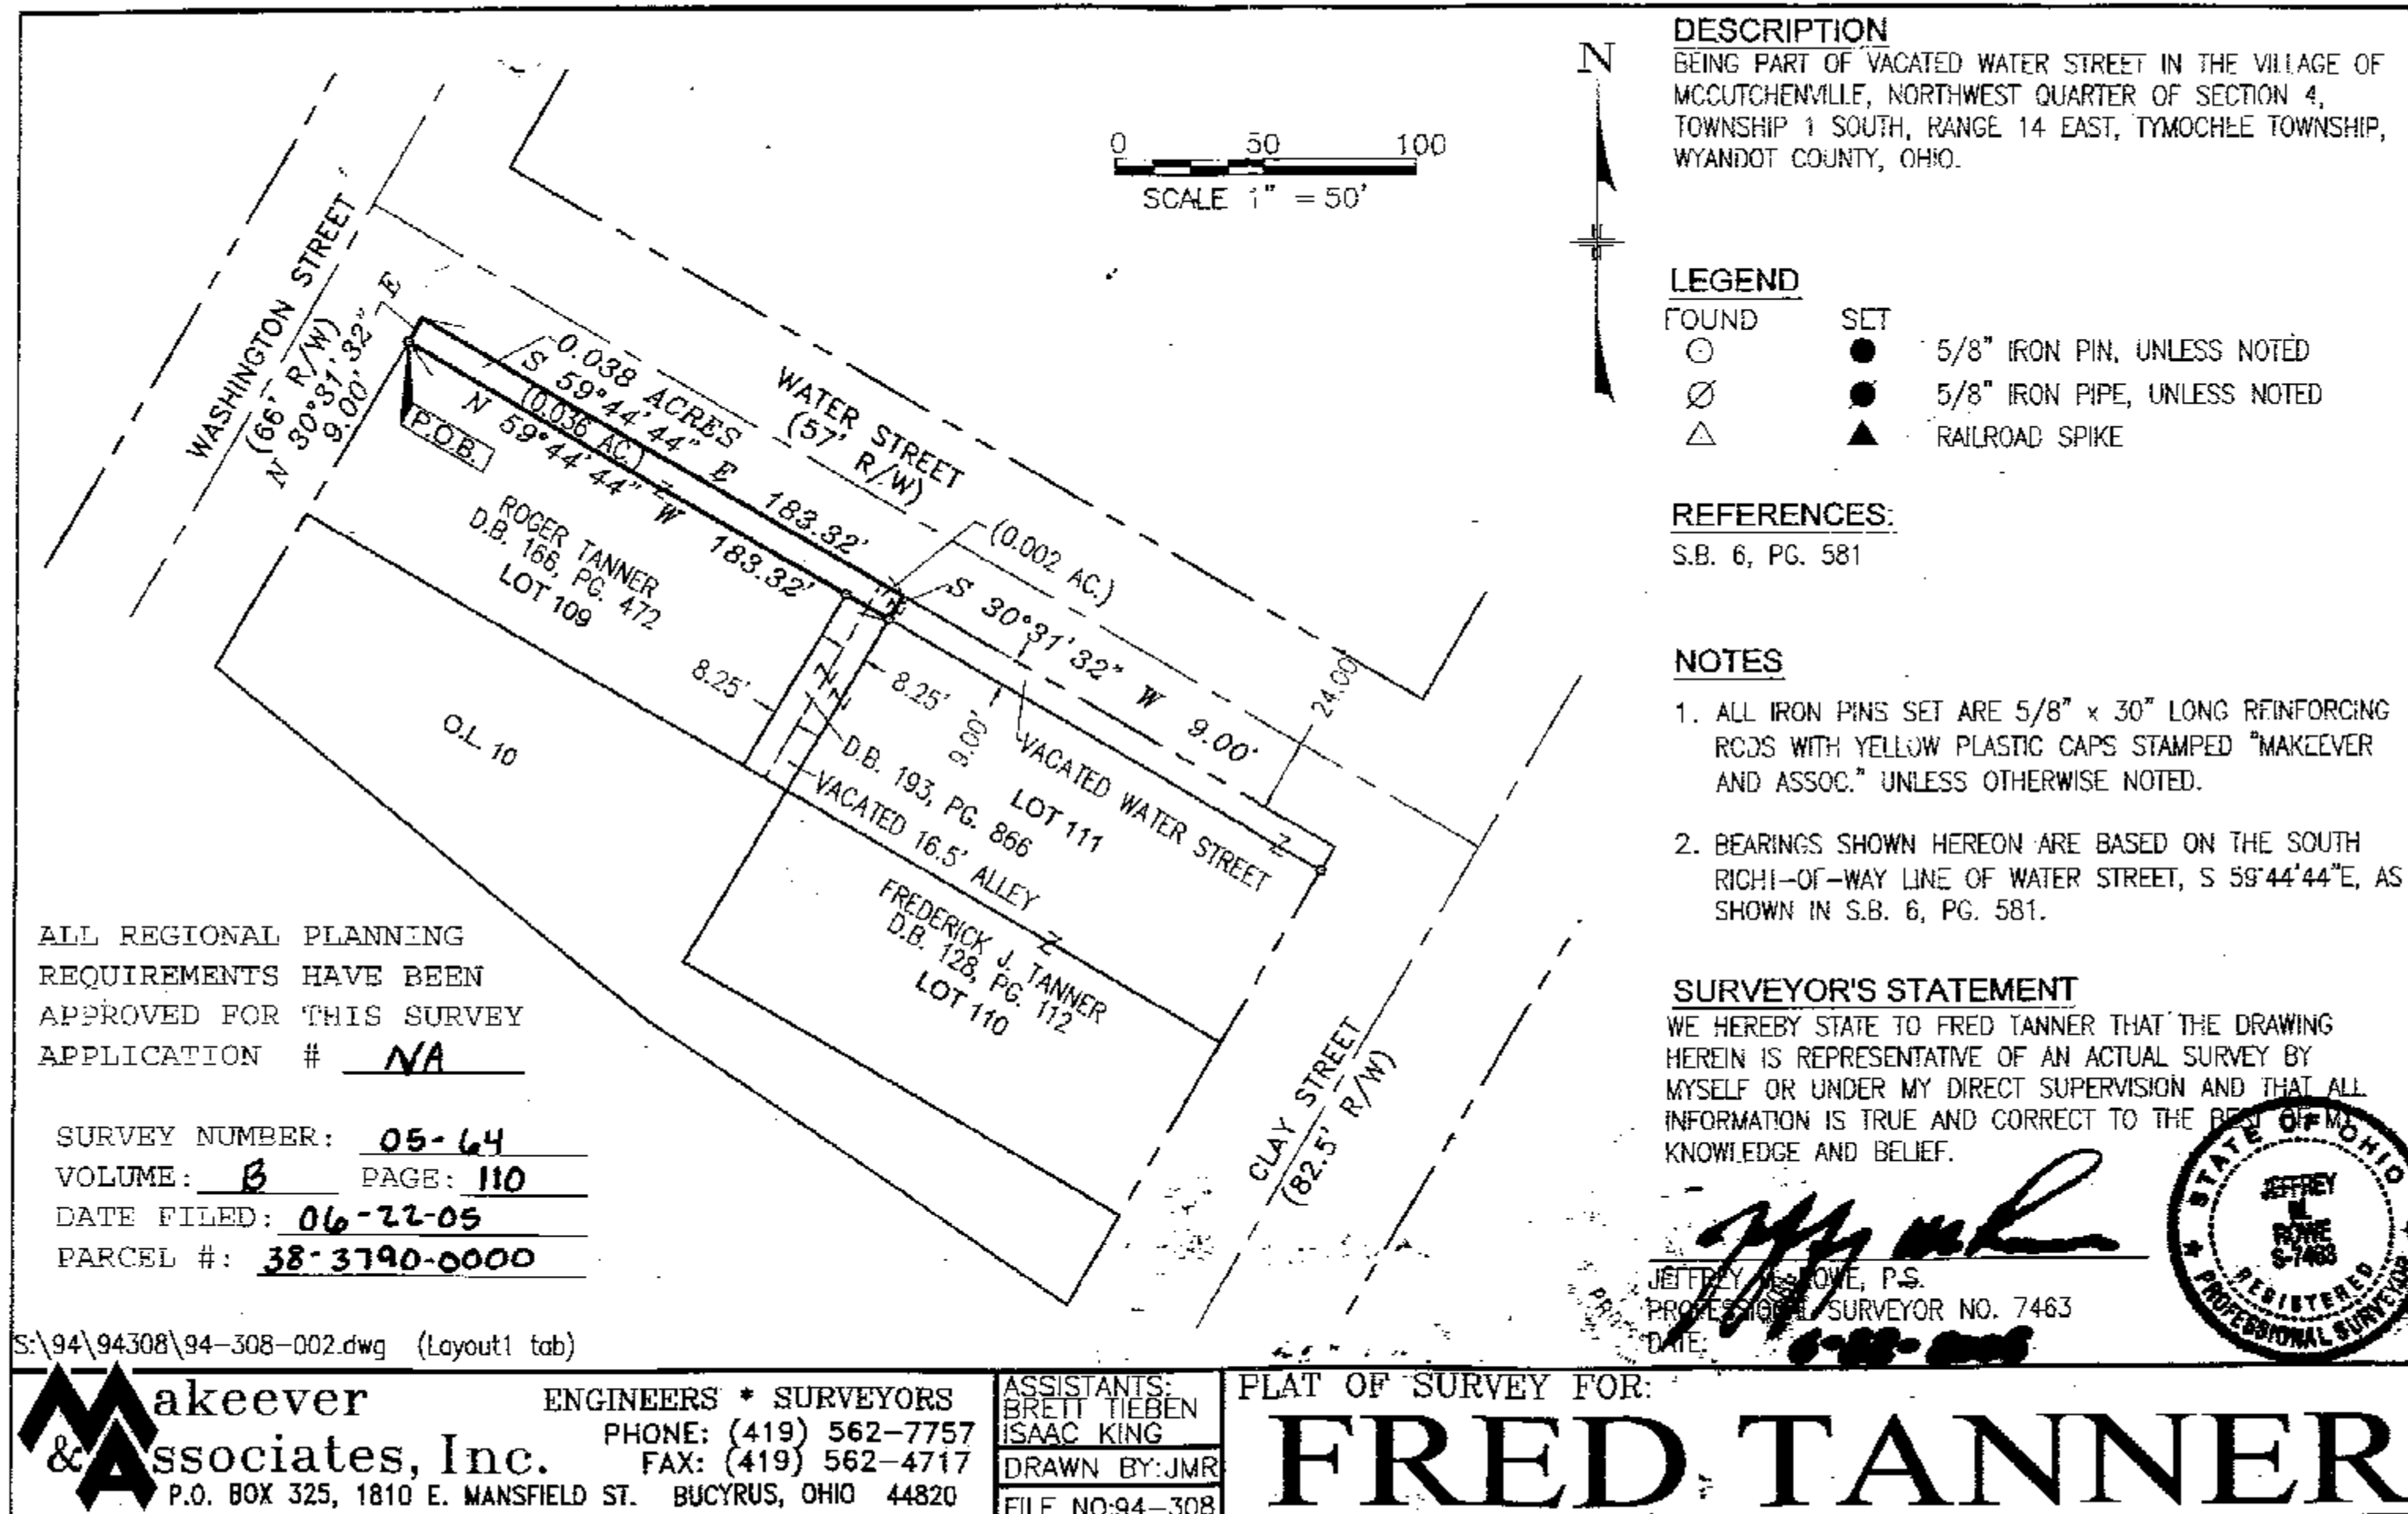 DESCRIPTION
BEING PART OF VACATED WATER STREET IN THE VILLAGE OF
MCCUTCHENVILLE, NORTHWEST QUARTER OF SECTION 4,
TOWNSHIP 1 SOUTH, RANGE 14 EAST, TYMOCHEE TOWNSHIP,
WYANDOT COUNTY, OHIO.
N
0 50 100
SCALE 1" = 50'
LEGEND
FOUND SET
5/8" IRON PIN, UNLESS NOTED
5/8" IRON PIPE, UNLESS NOTED
RAILROAD SPIKE
REFERENCES:
S.B. 6, PG. 581
NOTES
1. ALL IRON PINS SET ARE 5/8" x 30" LONG REINFORCING
RODS WITH YELLOW PLASTIC CAPS STAMPED "MAKEEVER
AND ASSOC." UNLESS OTHERWISE NOTED.
2. BEARINGS SHOWN HEREON ARE BASED ON THE SOUTH
RIGHT-OF-WAY LINE OF WATER STREET, S 59°44'44"E, AS
SHOWN IN S.B. 6, PG. 581.
SURVEYOR'S STATEMENT
WE HEREBY STATE TO FRED TANNER THAT THE DRAWING
HEREIN IS REPRESENTATIVE OF AN ACTUAL SURVEY BY
MYSELF OR UNDER MY DIRECT SUPERVISION AND THAT ALL
INFORMATION IS TRUE AND CORRECT TO THE BEST OF MY
KNOWLEDGE AND BELIEF.
JEFFREY M. ROWE, P.S.
PROFESSIONAL SURVEYOR NO. 7463
DATE:
STATE OF OHIO
JEFFREY
M.
ROWE
S-7463
REGISTERED
PROFESSIONAL SURVEYOR
WASHINGTON STREET
(66' R/W)
N 30°31'32" E
9.00'
P.O.B.
0.038 ACRES
S 59°44'44" E 183.32'
(0.036 AC.)
N 59°44'44" W 183.32'
WATER STREET
(57' R/W)
(0.002 AC.)
S 30°31'32" W 9.00'
24.00'
ROGER TANNER
D.B. 166, PG. 472
LOT 109
8.25'
8.25'
9.00'
O.L. 10
VACATED WATER STREET
LOT 111
D.B. 193, PG. 866
VACATED 16.5' ALLEY
FREDERICK J. TANNER
D.B. 128, PG. 112
LOT 110
CLAY STREET
(82.5' R/W)
ALL REGIONAL PLANNING
REQUIREMENTS HAVE BEEN
APPROVED FOR THIS SURVEY
APPLICATION # NA
SURVEY NUMBER: 05-64
VOLUME: B PAGE: 110
DATE FILED: 06-22-05
PARCEL #: 38-3790-0000
S:\94\94308\94-308-002.dwg (Layout1 tab)
Makeever
& Associates, Inc.
ENGINEERS * SURVEYORS
PHONE: (419) 562-7757
FAX: (419) 562-4717
P.O. BOX 325, 1810 E. MANSFIELD ST. BUCYRUS, OHIO 44820
ASSISTANTS:
BRETT TIEBEN
ISAAC KING
DRAWN BY:JMR
FILE NO:94-308
PLAT OF SURVEY FOR:
FRED TANNER